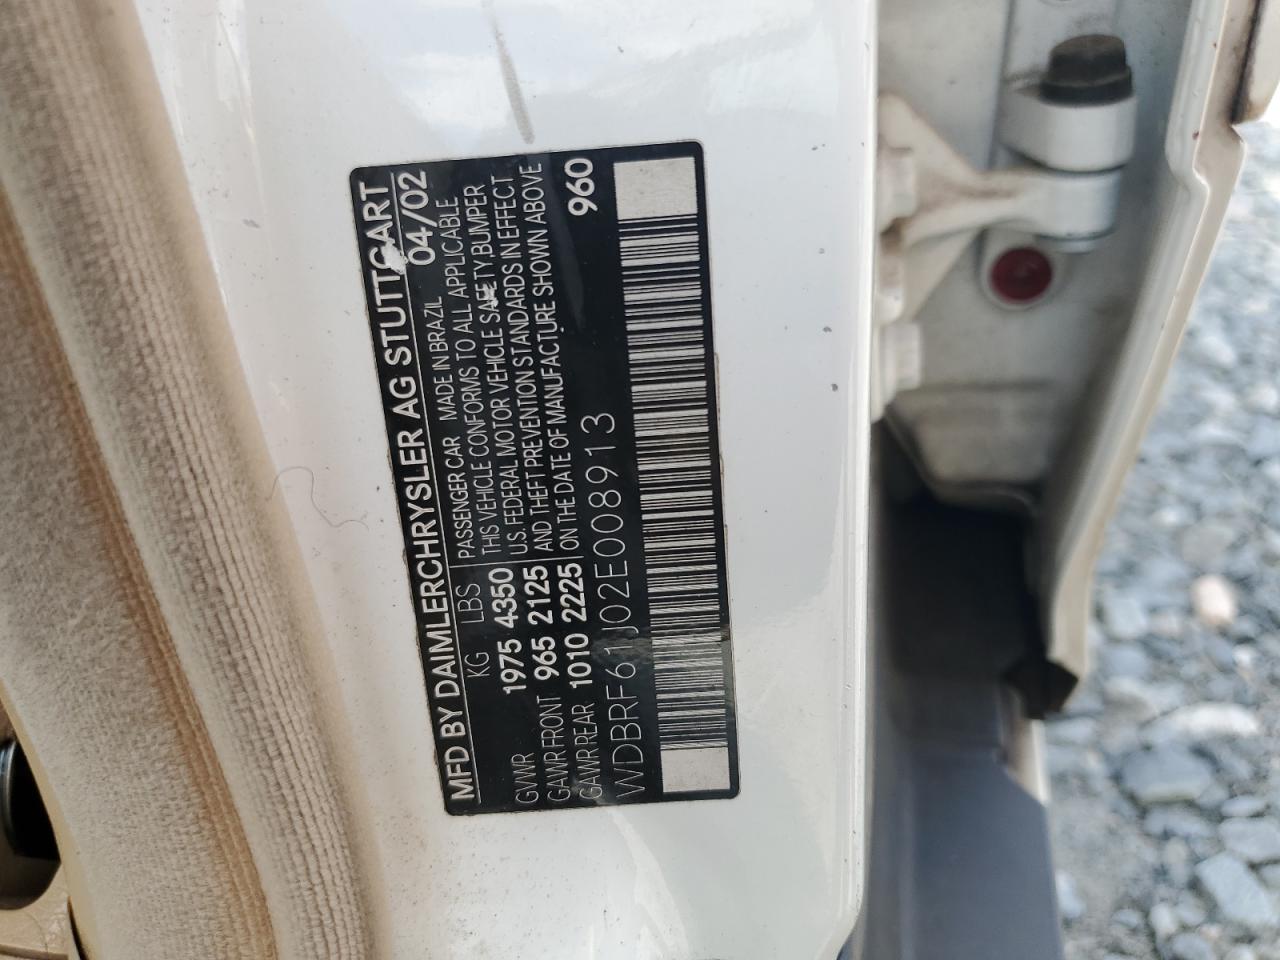 MFD BY DAIMLERCHRYSLER AG STUTTGART
KG LBS PASSENGER CAR MADE IN BRAZIL 04/02
THIS VEHICLE CONFORMS TO ALL APPLICABLE
GVWR 1975 4350 U.S. FEDERAL MOTOR VEHICLE SAFETY,BUMPER
GAWR FRONT 965 2125 AND THEFT PREVENTION STANDARDS IN EFFECT
GAWR REAR 1010 2225 ON THE DATE OF MANUFACTURE SHOWN ABOVE.
WDBRF61J02E008913 960